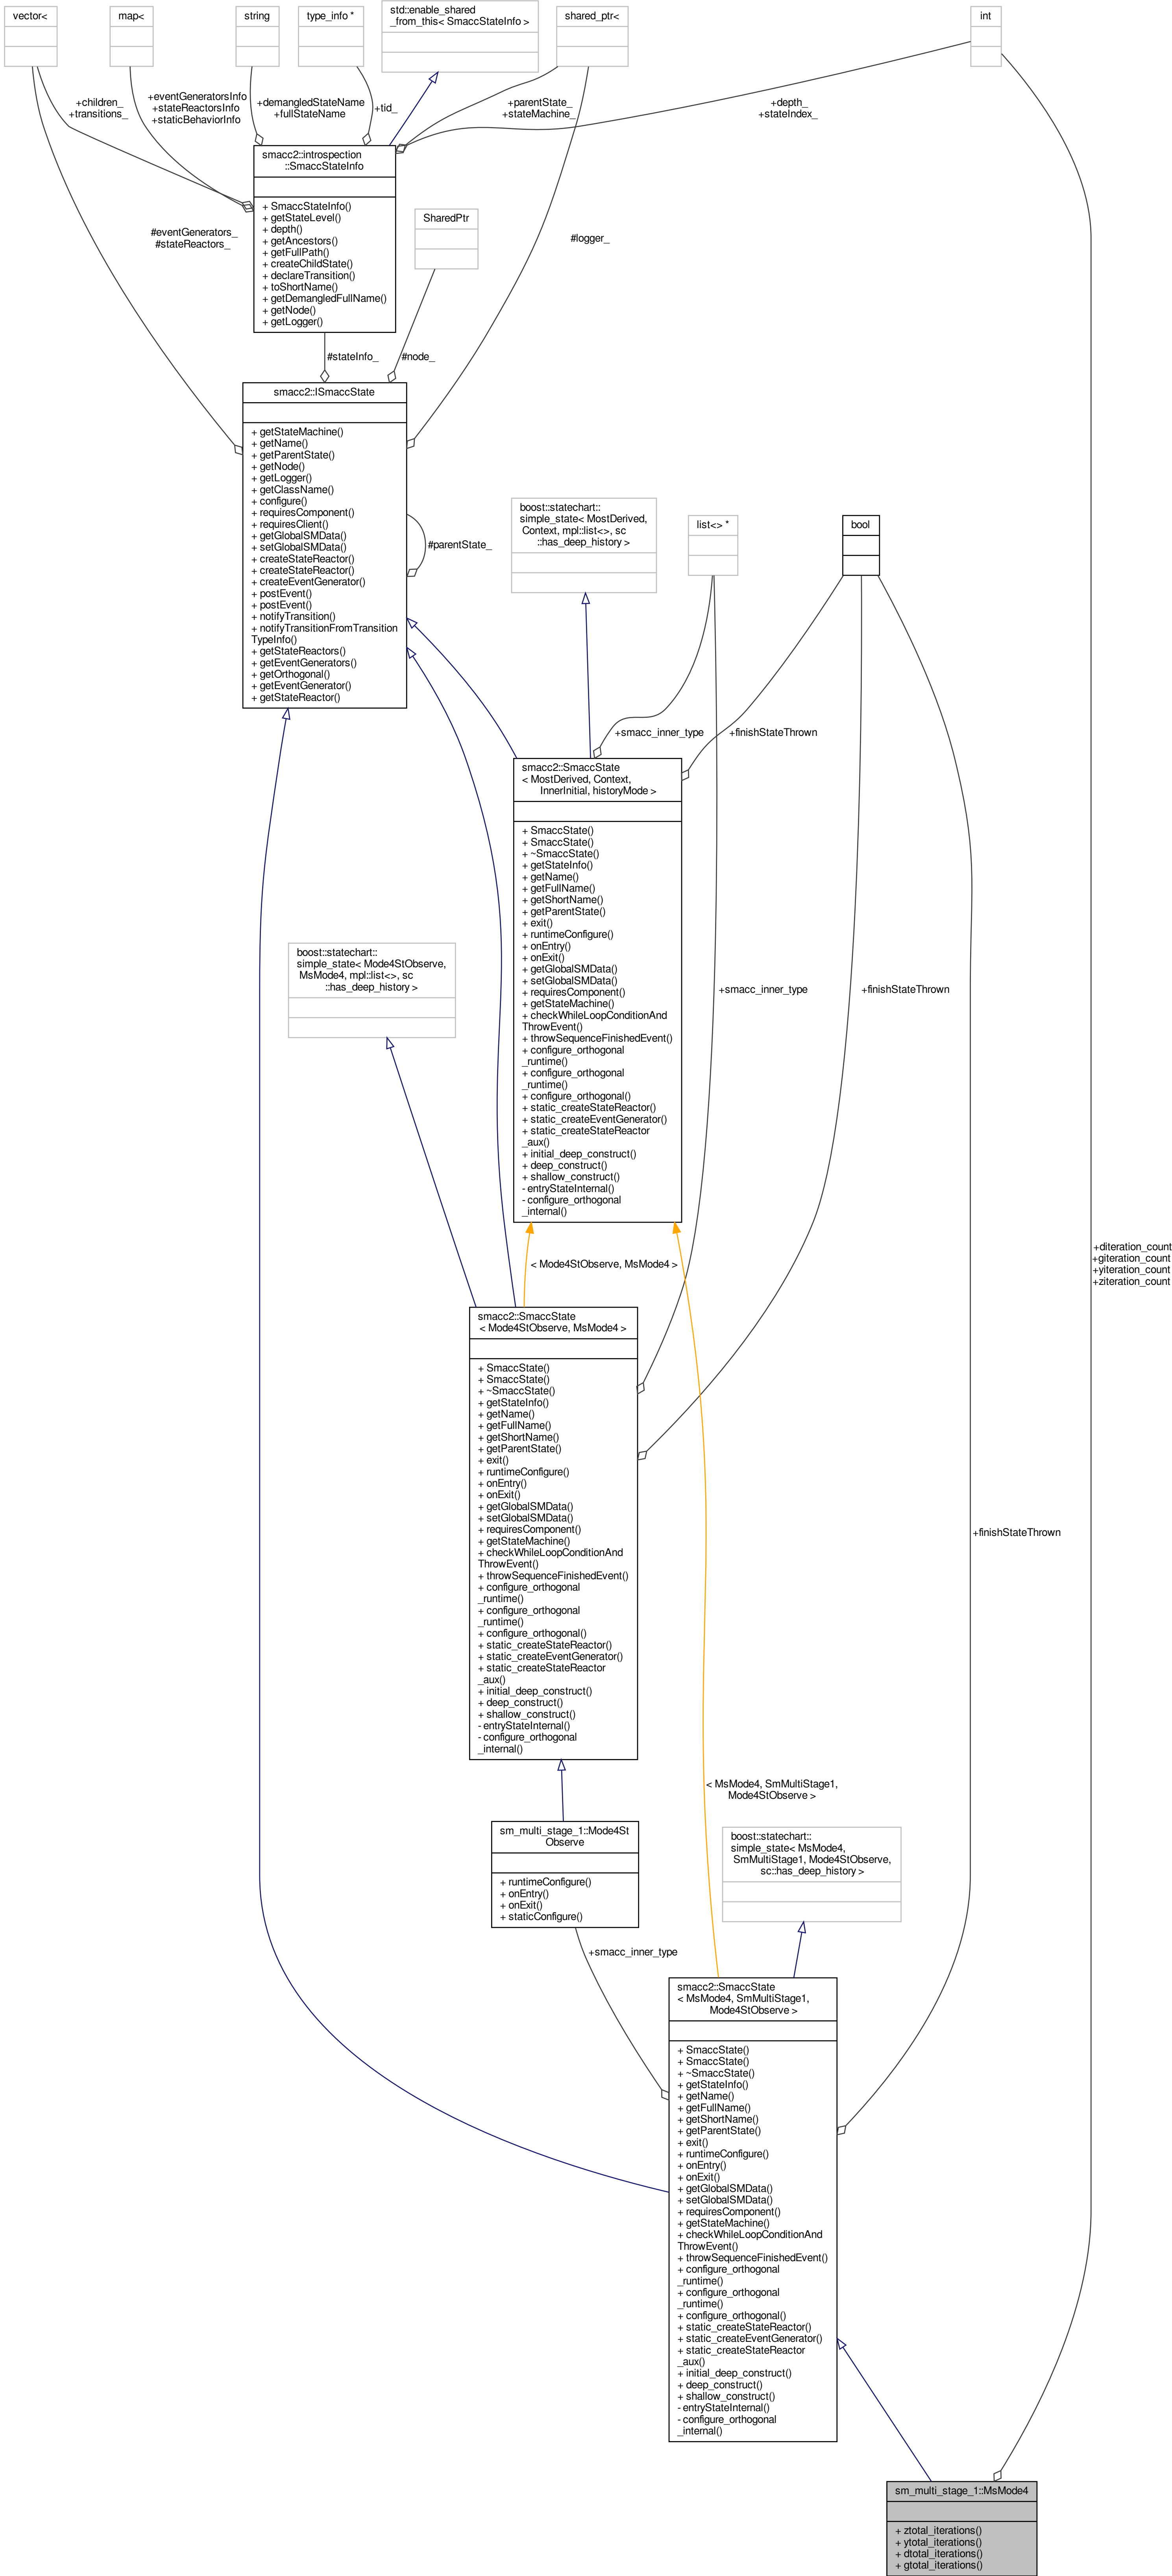 vector<
map<
string
type_info *
std::enable_shared
_from_this< SmaccStateInfo >
shared_ptr<
int
+children_
+transitions_
+eventGeneratorsInfo
+stateReactorsInfo
+staticBehaviorInfo
+demangledStateName
+fullStateName
+tid_
+parentState_
+stateMachine_
+depth_
+stateIndex_
smacc2::introspection
::SmaccStateInfo
+ SmaccStateInfo()
+ getStateLevel()
+ depth()
+ getAncestors()
+ getFullPath()
+ createChildState()
+ declareTransition()
+ toShortName()
+ getDemangledFullName()
+ getNode()
+ getLogger()
SharedPtr
#eventGenerators_
#stateReactors_
#logger_
#stateInfo_
#node_
smacc2::ISmaccState
+ getStateMachine()
+ getName()
+ getParentState()
+ getNode()
+ getLogger()
+ getClassName()
+ configure()
+ requiresComponent()
+ requiresClient()
+ getGlobalSMData()
+ setGlobalSMData()
+ createStateReactor()
+ createStateReactor()
+ createEventGenerator()
+ postEvent()
+ postEvent()
+ notifyTransition()
+ notifyTransitionFromTransition
TypeInfo()
+ getStateReactors()
+ getEventGenerators()
+ getOrthogonal()
+ getEventGenerator()
+ getStateReactor()
#parentState_
boost::statechart::
simple_state< MostDerived,
Context, mpl::list<>, sc
::has_deep_history >
list<> *
bool
+smacc_inner_type
+finishStateThrown
smacc2::SmaccState
< MostDerived, Context,
InnerInitial, historyMode >
+ SmaccState()
+ SmaccState()
+ ~SmaccState()
+ getStateInfo()
+ getName()
+ getFullName()
+ getShortName()
+ getParentState()
+ exit()
+ runtimeConfigure()
+ onEntry()
+ onExit()
+ getGlobalSMData()
+ setGlobalSMData()
+ requiresComponent()
+ getStateMachine()
+ checkWhileLoopConditionAnd
ThrowEvent()
+ throwSequenceFinishedEvent()
+ configure_orthogonal
_runtime()
+ configure_orthogonal
_runtime()
+ configure_orthogonal()
+ static_createStateReactor()
+ static_createEventGenerator()
+ static_createStateReactor
_aux()
+ initial_deep_construct()
+ deep_construct()
+ shallow_construct()
- entryStateInternal()
- configure_orthogonal
_internal()
boost::statechart::
simple_state< Mode4StObserve,
MsMode4, mpl::list<>, sc
::has_deep_history >
+smacc_inner_type
+finishStateThrown
< Mode4StObserve, MsMode4 >
+diteration_count
+giteration_count
+yiteration_count
+ziteration_count
smacc2::SmaccState
< Mode4StObserve, MsMode4 >
+ SmaccState()
+ SmaccState()
+ ~SmaccState()
+ getStateInfo()
+ getName()
+ getFullName()
+ getShortName()
+ getParentState()
+ exit()
+ runtimeConfigure()
+ onEntry()
+ onExit()
+ getGlobalSMData()
+ setGlobalSMData()
+ requiresComponent()
+ getStateMachine()
+ checkWhileLoopConditionAnd
ThrowEvent()
+ throwSequenceFinishedEvent()
+ configure_orthogonal
_runtime()
+ configure_orthogonal
_runtime()
+ configure_orthogonal()
+ static_createStateReactor()
+ static_createEventGenerator()
+ static_createStateReactor
_aux()
+ initial_deep_construct()
+ deep_construct()
+ shallow_construct()
- entryStateInternal()
- configure_orthogonal
_internal()
+finishStateThrown
< MsMode4, SmMultiStage1,
Mode4StObserve >
sm_multi_stage_1::Mode4St
Observe
+ runtimeConfigure()
+ onEntry()
+ onExit()
+ staticConfigure()
boost::statechart::
simple_state< MsMode4,
SmMultiStage1, Mode4StObserve,
sc::has_deep_history >
+smacc_inner_type
smacc2::SmaccState
< MsMode4, SmMultiStage1,
Mode4StObserve >
+ SmaccState()
+ SmaccState()
+ ~SmaccState()
+ getStateInfo()
+ getName()
+ getFullName()
+ getShortName()
+ getParentState()
+ exit()
+ runtimeConfigure()
+ onEntry()
+ onExit()
+ getGlobalSMData()
+ setGlobalSMData()
+ requiresComponent()
+ getStateMachine()
+ checkWhileLoopConditionAnd
ThrowEvent()
+ throwSequenceFinishedEvent()
+ configure_orthogonal
_runtime()
+ configure_orthogonal
_runtime()
+ configure_orthogonal()
+ static_createStateReactor()
+ static_createEventGenerator()
+ static_createStateReactor
_aux()
+ initial_deep_construct()
+ deep_construct()
+ shallow_construct()
- entryStateInternal()
- configure_orthogonal
_internal()
sm_multi_stage_1::MsMode4
+ ztotal_iterations()
+ ytotal_iterations()
+ dtotal_iterations()
+ gtotal_iterations()